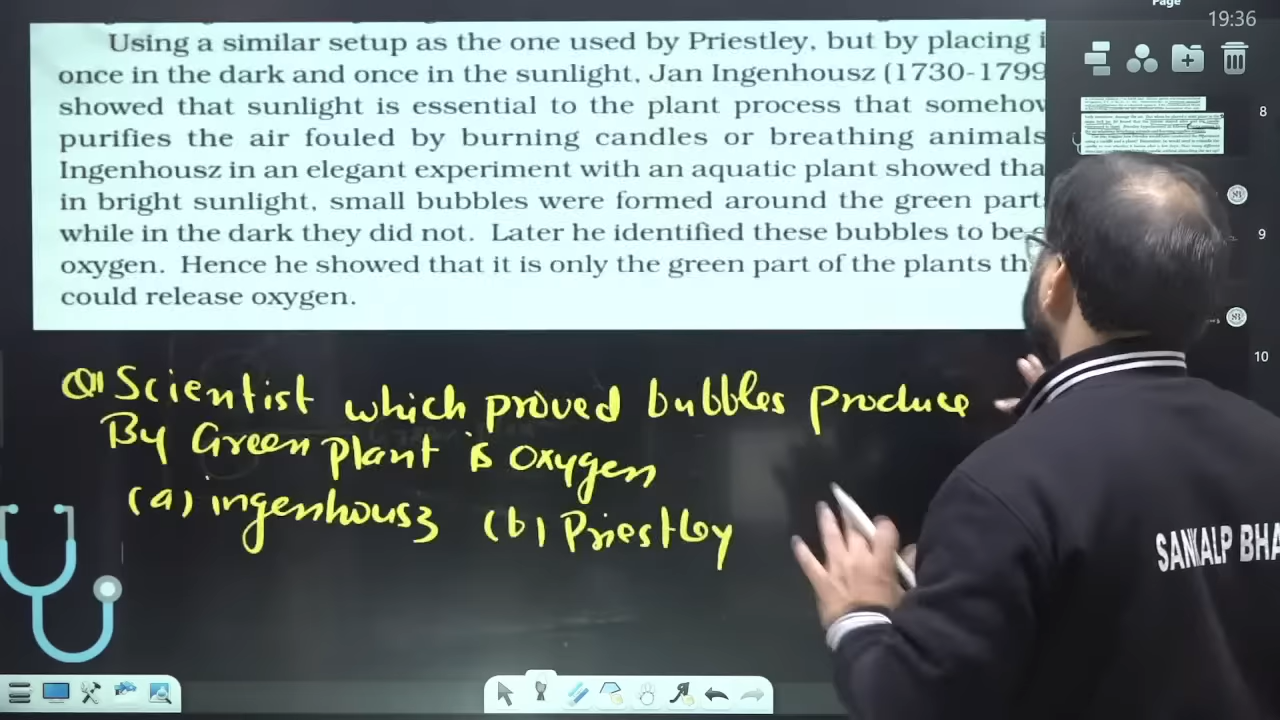 Page
19:36
Using a similar setup as the one used by Priestley, but by placing i
once in the dark and once in the sunlight, Jan Ingenhousz (1730-1799
showed that sunlight is essential to the plant process that somehow
purifies the air fouled by burning candles or breathing animals
Ingenhousz in an elegant experiment with an aquatic plant showed tha
in bright sunlight, small bubbles were formed around the green parts
while in the dark they did not. Later he identified these bubbles to be
oxygen. Hence he showed that it is only the green part of the plants th
could release oxygen.
8
9
10
Q1 Scientist which proved bubbles produce
By Green plant is oxygen
(a) ingenhousz (b) Priestley
SANKALP BHA